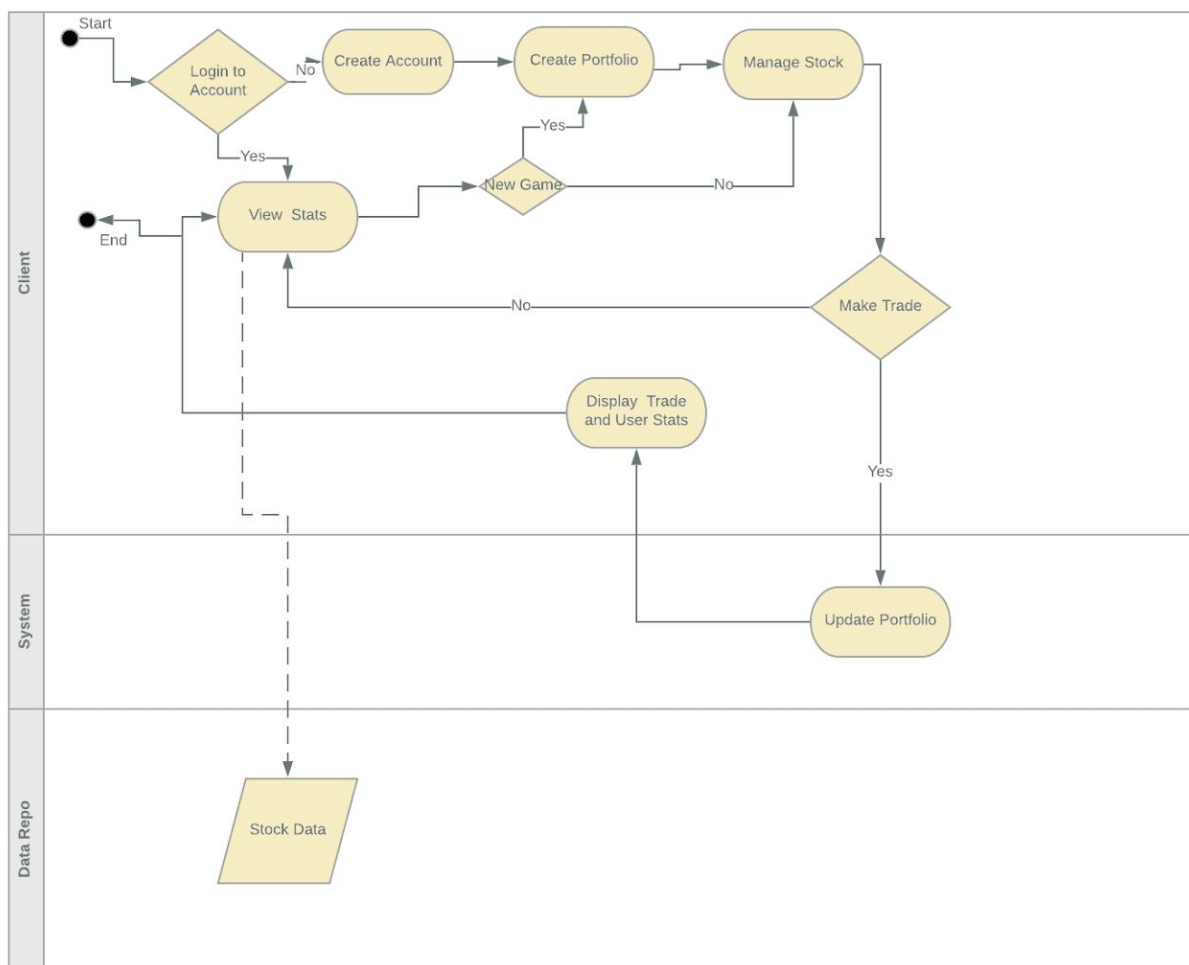 Start
Login to
Account
No
Create Account
Create Portfolio
Manage Stock
Yes
Yes
New Game
No
View Stats
End
Client
No
Make Trade
Display Trade
and User Stats
Yes
System
Update Portfolio
Data Repo
Stock Data